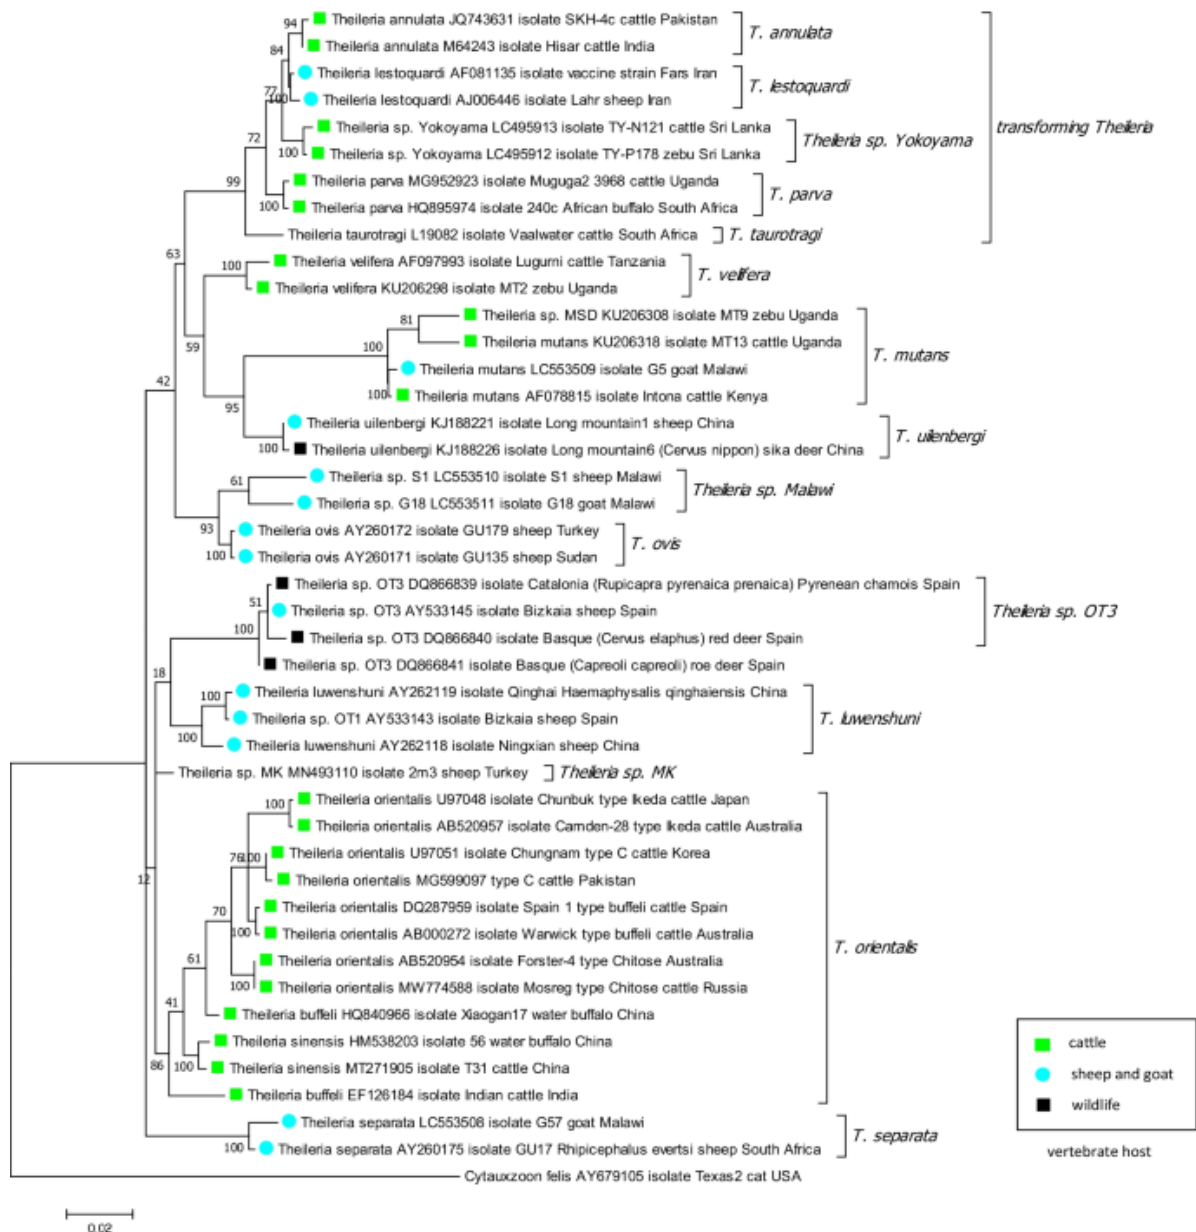 94
Theileria annulata JQ743631 isolate SKH-4c cattle Pakistan
T. annulata
84
Theileria annulata M64243 isolate Hisar cattle India
77
100
Theileria lestoquardi AF081135 isolate vaccine strain Fars Iran
T. lestoquardi
Theileria lestoquardi AJ006446 isolate Lahr sheep Iran
transforming Theileria
72
Theileria sp. Yokoyama LC495913 isolate TY-N121 cattle Sri Lanka
Theileria sp. Yokoyama
100
Theileria sp. Yokoyama LC495912 isolate TY-P178 zebu Sri Lanka
99
Theileria parva MG952923 isolate Muguga2 3968 cattle Uganda
T. parva
100
Theileria parva HQ895974 isolate 240c African buffalo South Africa
Theileria taurotragi L19082 isolate Vaalwater cattle South Africa
T. taurotragi
63
100
Theileria velifera AF097993 isolate Lugurni cattle Tanzania
T. velifera
Theileria velifera KU206298 isolate MT2 zebu Uganda
59
81
Theileria sp. MSD KU206308 isolate MT9 zebu Uganda
Theileria mutans KU206318 isolate MT13 cattle Uganda
T. mutans
100
Theileria mutans LC553509 isolate G5 goat Malawi
100
Theileria mutans AF078815 isolate Intona cattle Kenya
42
95
Theileria uilenbergi KJ188221 isolate Long mountain1 sheep China
T. uilenbergi
100
Theileria uilenbergi KJ188226 isolate Long mountain6 (Cervus nippon) sika deer China
61
Theileria sp. S1 LC553510 isolate S1 sheep Malawi
Theileria sp. Malawi
Theileria sp. G18 LC553511 isolate G18 goat Malawi
93
Theileria ovis AY260172 isolate GU179 sheep Turkey
T. ovis
100
Theileria ovis AY260171 isolate GU135 sheep Sudan
51
Theileria sp. OT3 DQ866839 isolate Catalonia (Rupicapra pyrenaica prenaica) Pyrenean chamois Spain
Theileria sp. OT3 AY533145 isolate Bizkaia sheep Spain
Theileria sp. OT3
100
Theileria sp. OT3 DQ866840 isolate Basque (Cervus elaphus) red deer Spain
Theileria sp. OT3 DQ866841 isolate Basque (Capreoli capreoli) roe deer Spain
18
100
Theileria luwenshuni AY262119 isolate Qinghai Haemaphysalis qinghaiensis China
Theileria sp. OT1 AY533143 isolate Bizkaia sheep Spain
T. luwenshuni
100
Theileria luwenshuni AY262118 isolate Ningxian sheep China
Theileria sp. MK MN493110 isolate 2m3 sheep Turkey
Theileria sp. MK
12
100
Theileria orientalis U97048 isolate Chunbuk type Ikeda cattle Japan
Theileria orientalis AB520957 isolate Camden-28 type Ikeda cattle Australia
76
100
Theileria orientalis U97051 isolate Chungnam type C cattle Korea
Theileria orientalis MG599097 type C cattle Pakistan
70
Theileria orientalis DQ287959 isolate Spain 1 type buffeli cattle Spain
100
Theileria orientalis AB000272 isolate Warwick type buffeli cattle Australia
T. orientalis
61
Theileria orientalis AB520954 isolate Forster-4 type Chitose Australia
100
Theileria orientalis MW774588 isolate Mosreg type Chitose cattle Russia
41
Theileria buffeli HQ840966 isolate Xiaogan17 water buffalo China
Theileria sinensis HM538203 isolate 56 water buffalo China
100
Theileria sinensis MT271905 isolate T31 cattle China
86
Theileria buffeli EF126184 isolate Indian cattle India
Theileria separata LC553508 isolate G57 goat Malawi
T. separata
100
Theileria separata AY260175 isolate GU17 Rhipicephalus evertsi sheep South Africa
Cytauxzoon felis AY679105 isolate Texas2 cat USA
0.02
cattle
sheep and goat
wildlife
vertebrate host